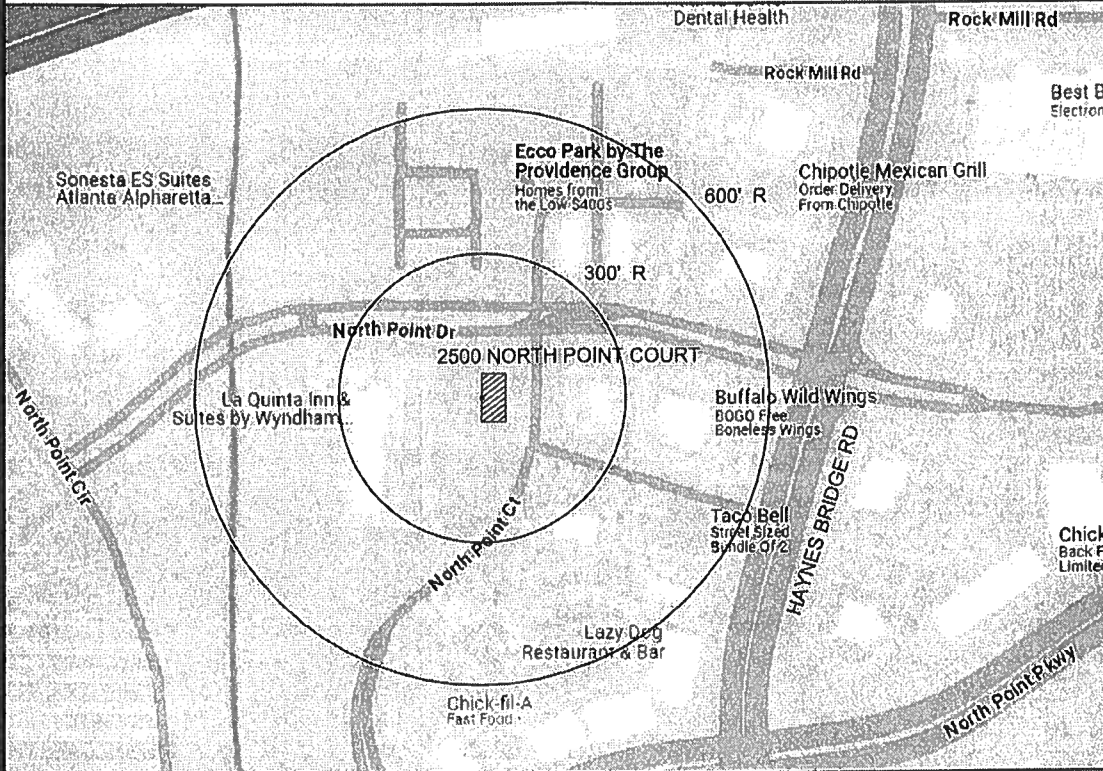 Dental Health
Rock Mill Rd
Rock Mill Rd
Best B
Electron
Ecco Park by The
Providence Group
Homes from
the Low $400s
Sonesta ES Suites
Atlanta Alpharetta...
600' R
Chipotle Mexican Grill
Order Delivery
From Chipotle
300' R
North Point Dr
2500 NORTH POINT COURT
La Quinta Inn &
Suites by Wyndham...
Buffalo Wild Wings
BOGO Free
Boneless Wings
North Point Cir
HAYNES BRIDGE RD
Taco Bell
Street Sized
Bundle Of 2
North Point Ct
Chick
Back F
Limited
Lazy Dog
Restaurant & Bar
Chick-fil-A
Fast Food
North Point Pkwy